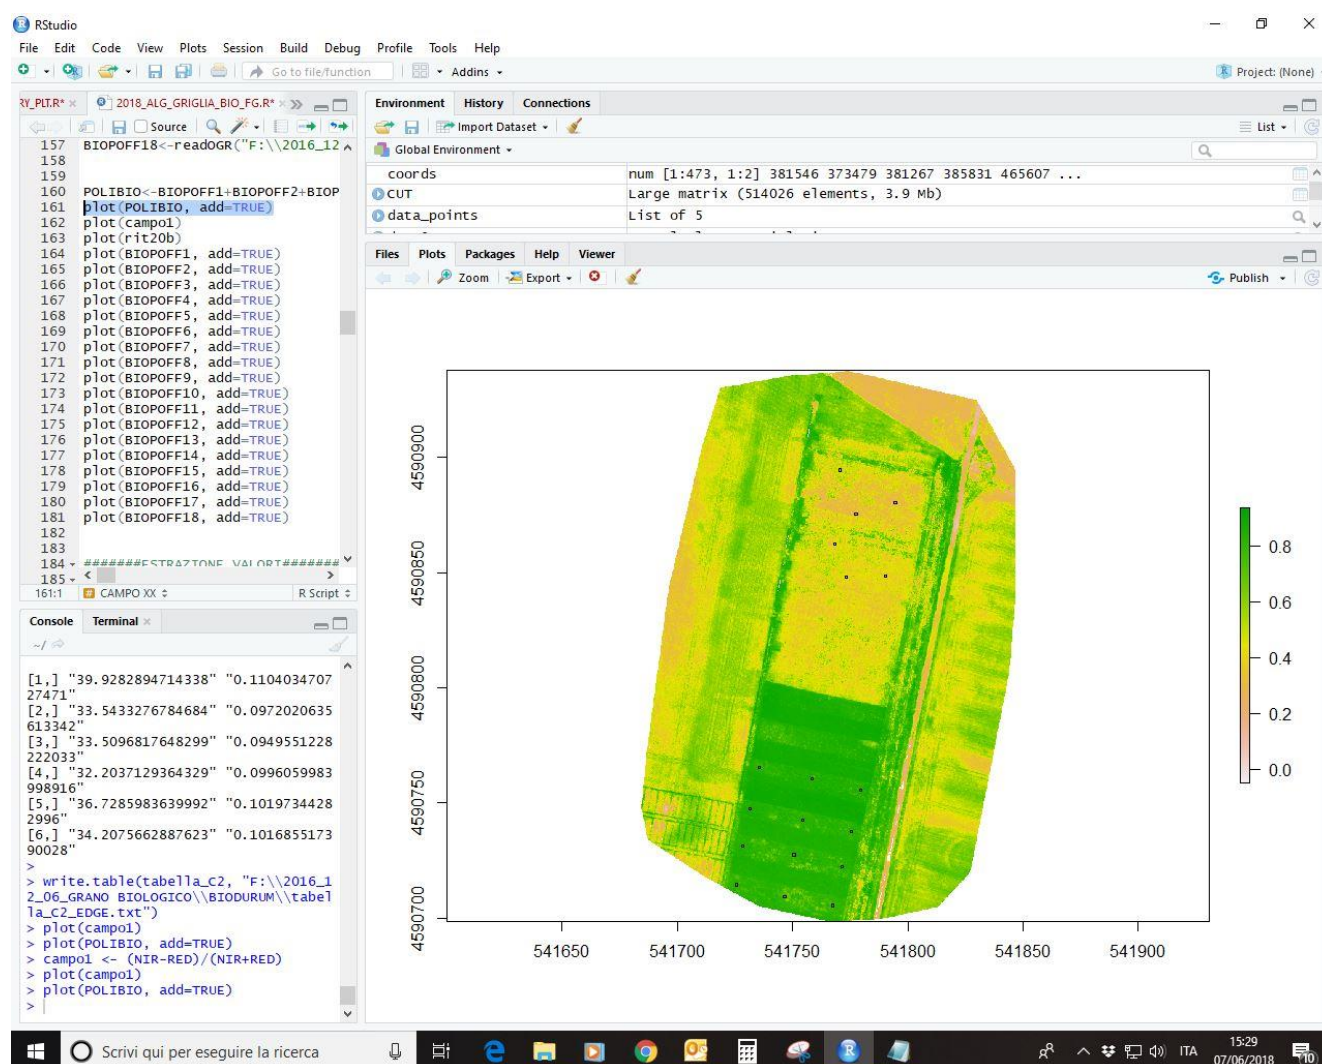 RStudio
File Edit Code View Plots Session Build Debug Profile Tools Help
Go to file/function Addins Project: (None)
RY_PLT.R* 2018_ALG_GRIGLIA_BIO_FG.R*
Source
157 BIOPOFF18<-readOGR("F:\\2016_12
158
159
160 POLIBIO<-BIOPOFF1+BIOPOFF2+BIOP
161 plot(POLIBIO, add=TRUE)
162 plot(campo1)
163 plot(rit20b)
164 plot(BIOPOFF1, add=TRUE)
165 plot(BIOPOFF2, add=TRUE)
166 plot(BIOPOFF3, add=TRUE)
167 plot(BIOPOFF4, add=TRUE)
168 plot(BIOPOFF5, add=TRUE)
169 plot(BIOPOFF6, add=TRUE)
170 plot(BIOPOFF7, add=TRUE)
171 plot(BIOPOFF8, add=TRUE)
172 plot(BIOPOFF9, add=TRUE)
173 plot(BIOPOFF10, add=TRUE)
174 plot(BIOPOFF11, add=TRUE)
175 plot(BIOPOFF12, add=TRUE)
176 plot(BIOPOFF13, add=TRUE)
177 plot(BIOPOFF14, add=TRUE)
178 plot(BIOPOFF15, add=TRUE)
179 plot(BIOPOFF16, add=TRUE)
180 plot(BIOPOFF17, add=TRUE)
181 plot(BIOPOFF18, add=TRUE)
182
183
184 #######ESTRAZIONE VALORI#######
185
161:1 CAMPO XX R Script
Console Terminal
~/
[1,] "39.9282894714338" "0.1104034707
27471"
[2,] "33.5433276784684" "0.0972020635
613342"
[3,] "33.5096817648299" "0.0949551228
222033"
[4,] "32.2037129364329" "0.0996059983
998916"
[5,] "36.7285983639992" "0.1019734428
2996"
[6,] "34.2075662887623" "0.1016855173
90028"
>
> write.table(tabella_C2, "F:\\2016_1
2_06_GRANO BIOLOGICO\\BIODURUM\\tabel
la_C2_EDGE.txt")
> plot(campo1)
> plot(POLIBIO, add=TRUE)
> campo1 <- (NIR-RED)/(NIR+RED)
> plot(campo1)
> plot(POLIBIO, add=TRUE)
>
Environment History Connections
Import Dataset List
Global Environment
coords num [1:473, 1:2] 381546 373479 381267 385831 465607 ...
CUT Large matrix (514026 elements, 3.9 Mb)
data_points List of 5
Files Plots Packages Help Viewer
Zoom Export Publish
4590900
4590850
4590800
4590750
4590700
541650 541700 541750 541800 541850 541900
0.8
0.6
0.4
0.2
0.0
Scrivi qui per eseguire la ricerca
ITA
15:29
07/06/2018
10